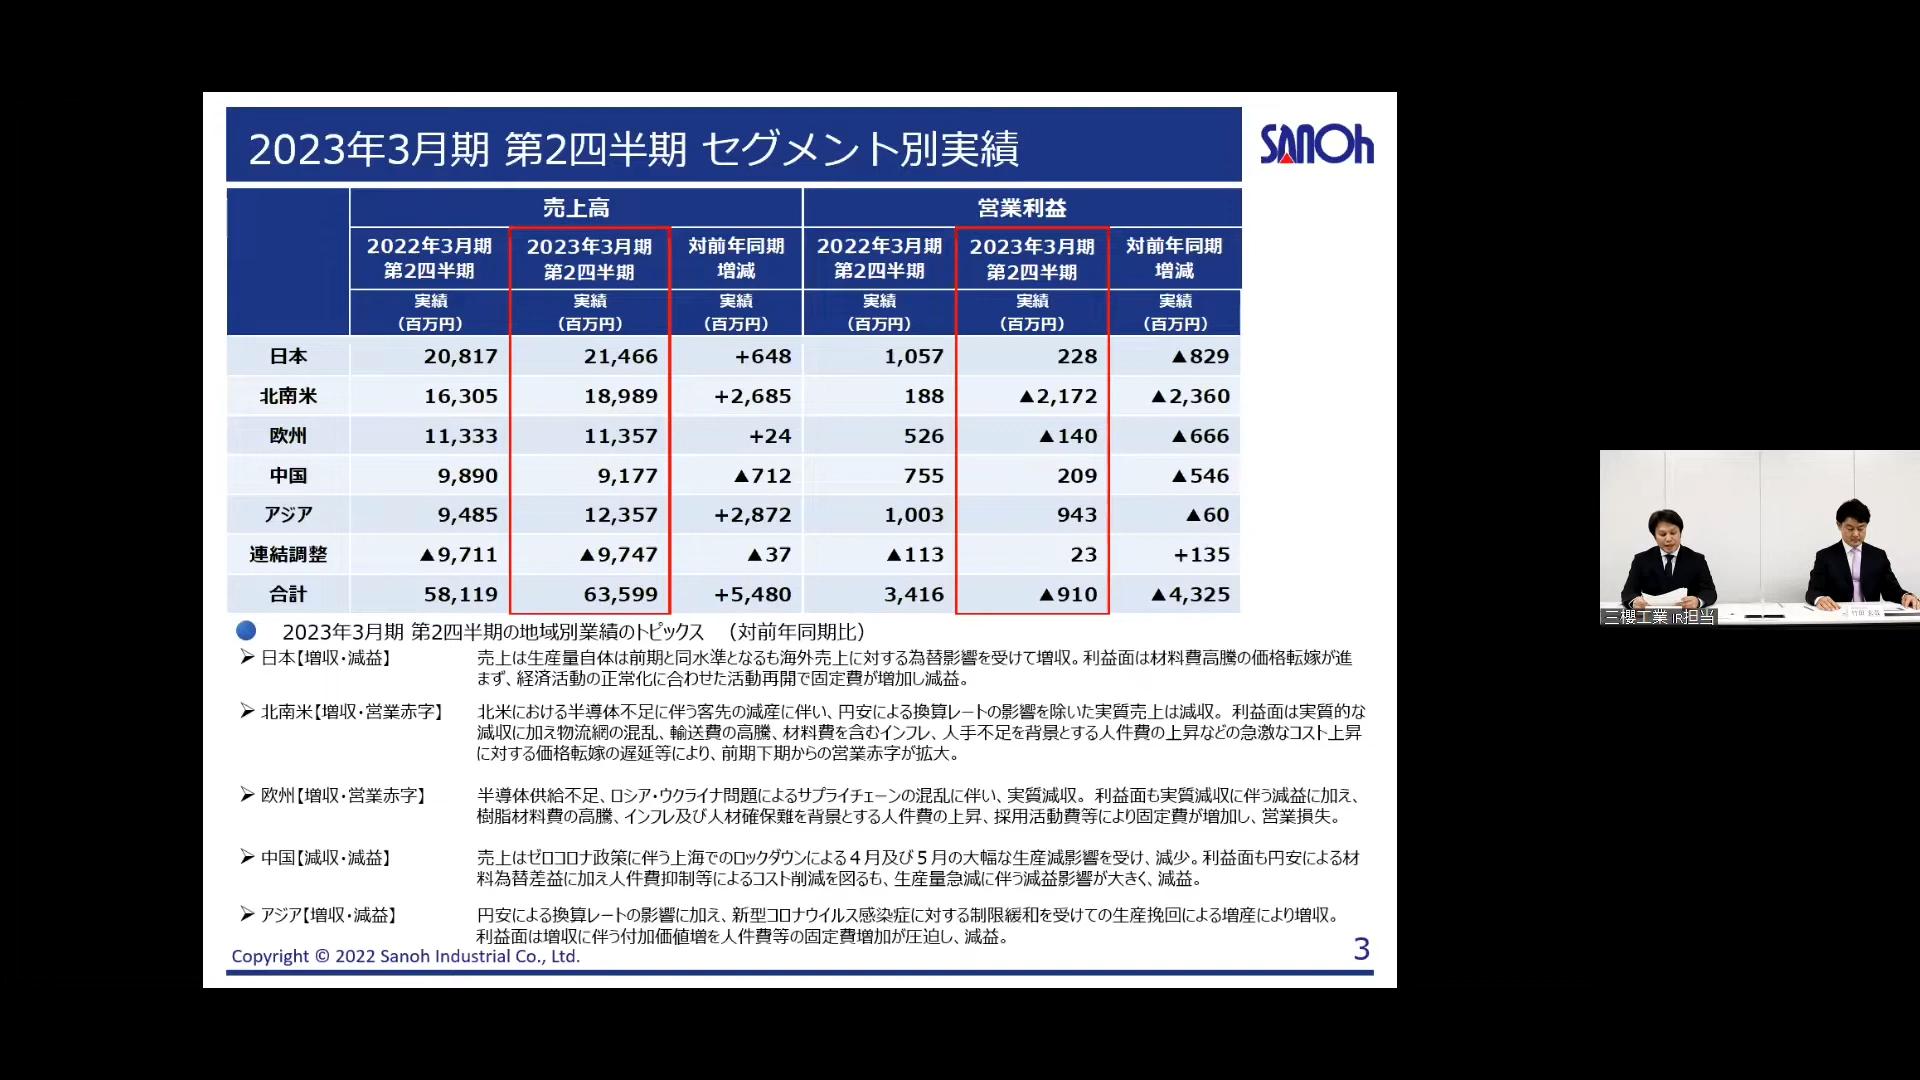 2023年3月期 第2四半期 セグメント別実績
SANOh
売上高 営業利益
2022年3月期 2023年3月期 対前年同期 2022年3月期 2023年3月期 対前年同期
第2四半期 第2四半期 増減 第2四半期 第2四半期 増減
実績 実績 実績 実績 実績 実績
（百万円） （百万円） （百万円） （百万円） （百万円） （百万円）
日本 20,817 21,466 +648 1,057 228 ▲829
北南米 16,305 18,989 +2,685 188 ▲2,172 ▲2,360
欧州 11,333 11,357 +24 526 ▲140 ▲666
中国 9,890 9,177 ▲712 755 209 ▲546
アジア 9,485 12,357 +2,872 1,003 943 ▲60
連結調整 ▲9,711 ▲9,747 ▲37 ▲113 23 +135
合計 58,119 63,599 +5,480 3,416 ▲910 ▲4,325
● 2023年3月期 第2四半期の地域別業績のトピックス （対前年同期比）
➢ 日本【増収・減益】 売上は生産量自体は前期と同水準となるも海外売上に対する為替影響を受けて増収。利益面は材料費高騰の価格転嫁が進
まず、経済活動の正常化に合わせた活動再開で固定費が増加し減益。
➢ 北南米【増収・営業赤字】 北米における半導体不足に伴う客先の減産に伴い、円安による換算レートの影響を除いた実質売上は減収。利益面は実質的な
減収に加え物流網の混乱、輸送費の高騰、材料費を含むインフレ、人手不足を背景とする人件費の上昇などの急激なコスト上昇
に対する価格転嫁の遅延等により、前期下期からの営業赤字が拡大。
➢ 欧州【増収・営業赤字】 半導体供給不足、ロシア・ウクライナ問題によるサプライチェーンの混乱に伴い、実質減収。利益面も実質減収に伴う減益に加え、
樹脂材料費の高騰、インフレ及び人材確保難を背景とする人件費の上昇、採用活動費等により固定費が増加し、営業損失。
➢ 中国【減収・減益】 売上はゼロコロナ政策に伴う上海でのロックダウンによる４月及び５月の大幅な生産減影響を受け、減少。利益面も円安による材
料為替差益に加え人件費抑制等によるコスト削減を図るも、生産量急減に伴う減益影響が大きく、減益。
➢ アジア【増収・減益】 円安による換算レートの影響に加え、新型コロナウイルス感染症に対する制限緩和を受けての生産挽回による増産により増収。
利益面は増収に伴う付加価値増を人件費等の固定費増加が圧迫し、減益。
Copyright © 2022 Sanoh Industrial Co., Ltd.
3
三櫻工業 IR担当